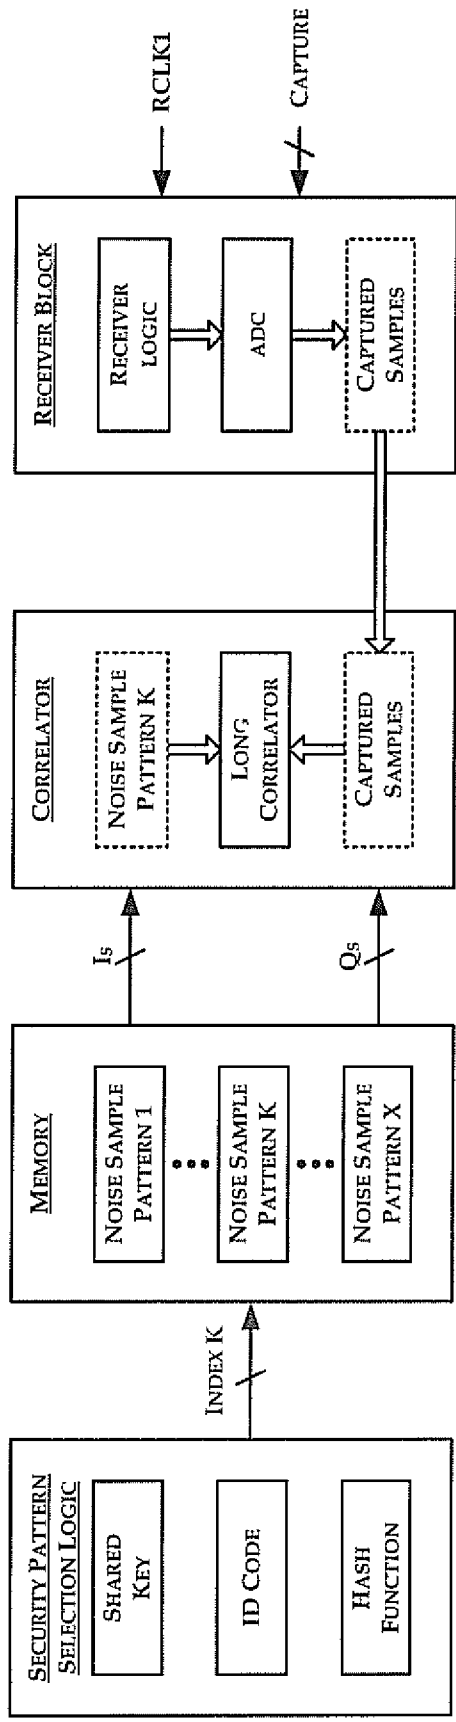 SECURITY PATTERN
SELECTION LOGIC
SHARED
KEY
ID CODE
HASH
FUNCTION
INDEX K
MEMORY
NOISE SAMPLE
PATTERN 1
NOISE SAMPLE
PATTERN K
NOISE SAMPLE
PATTERN X
IS
QS
CORRELATOR
NOISE SAMPLE
PATTERN K
LONG
CORRELATOR
CAPTURED
SAMPLES
RECEIVER BLOCK
RECEIVER
LOGIC
ADC
CAPTURED
SAMPLES
RCLK1
CAPTURE